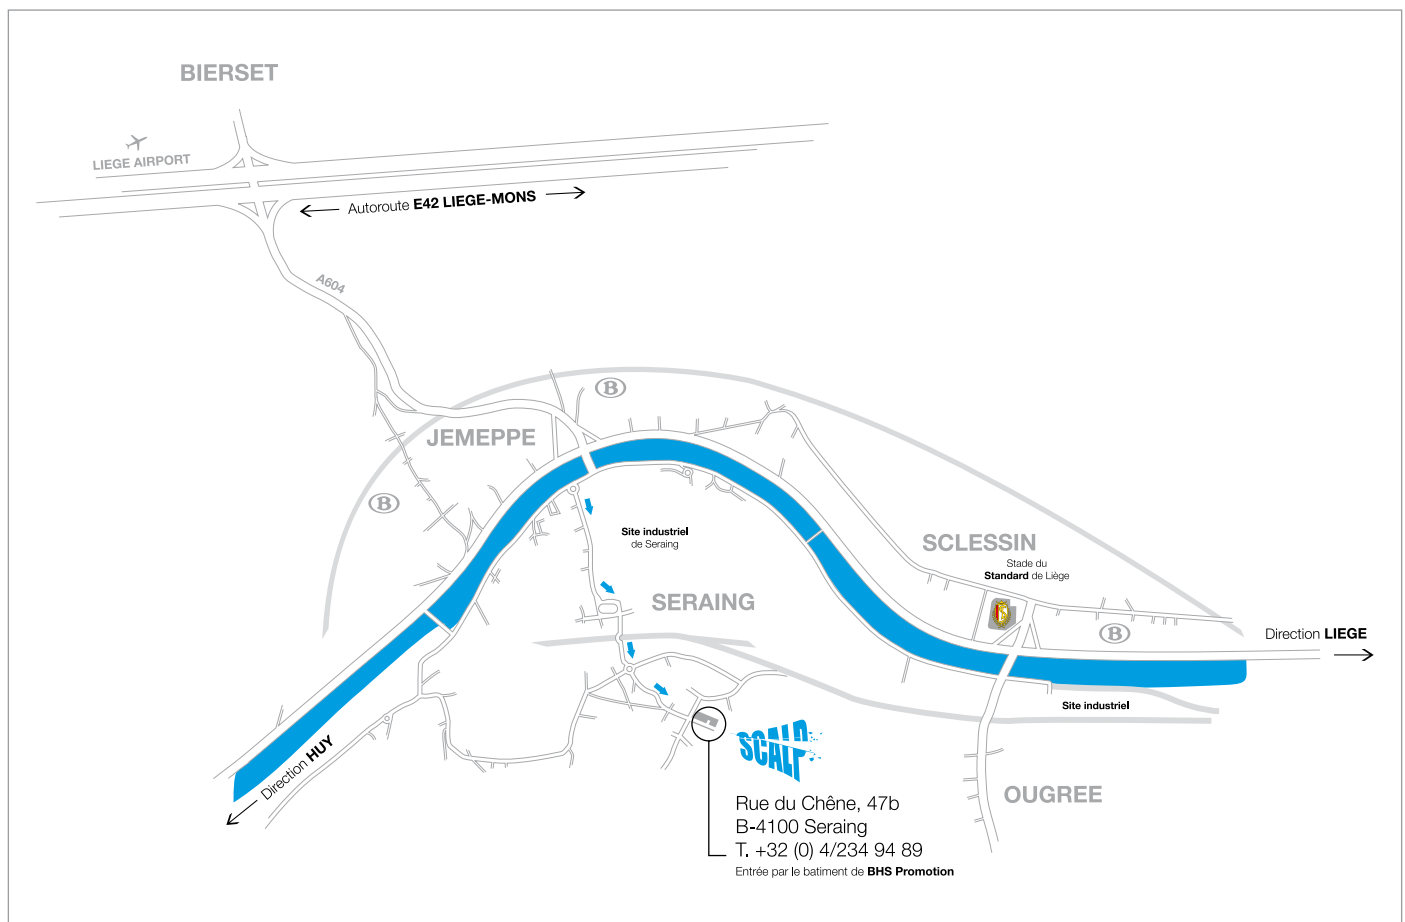 BIERSET
LIEGE AIRPORT
Autoroute E42 LIEGE-MONS
A604
B
JEMEPPE
B
Site industriel
de Seraing
SCLESSIN
Stade du
Standard de Liège
SERAING
B
Direction LIEGE
Site industriel
SCALP
Direction HUY
OUGREE
Rue du Chêne, 47b
B-4100 Seraing
T. +32 (0) 4/234 94 89
Entrée par le batiment de BHS Promotion